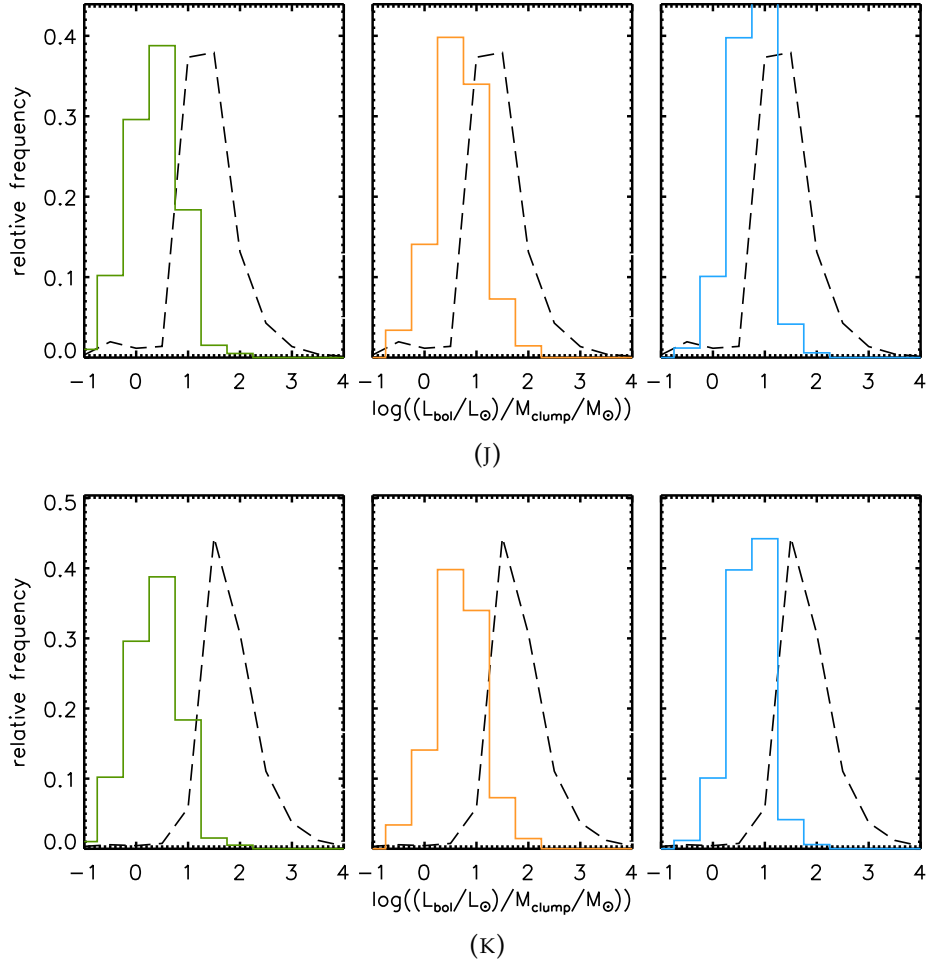 0.4
0.3
0.2
0.1
0.0
relative frequency
−1 0 1 2 3 4 −1 0 1 2 3 4 −1 0 1 2 3 4
log((L_bol/L_⊙)/M_clump/M_⊙))
(J)
0.5
0.4
0.3
0.2
0.1
0.0
relative frequency
−1 0 1 2 3 4 −1 0 1 2 3 4 −1 0 1 2 3 4
log((L_bol/L_⊙)/M_clump/M_⊙))
(K)